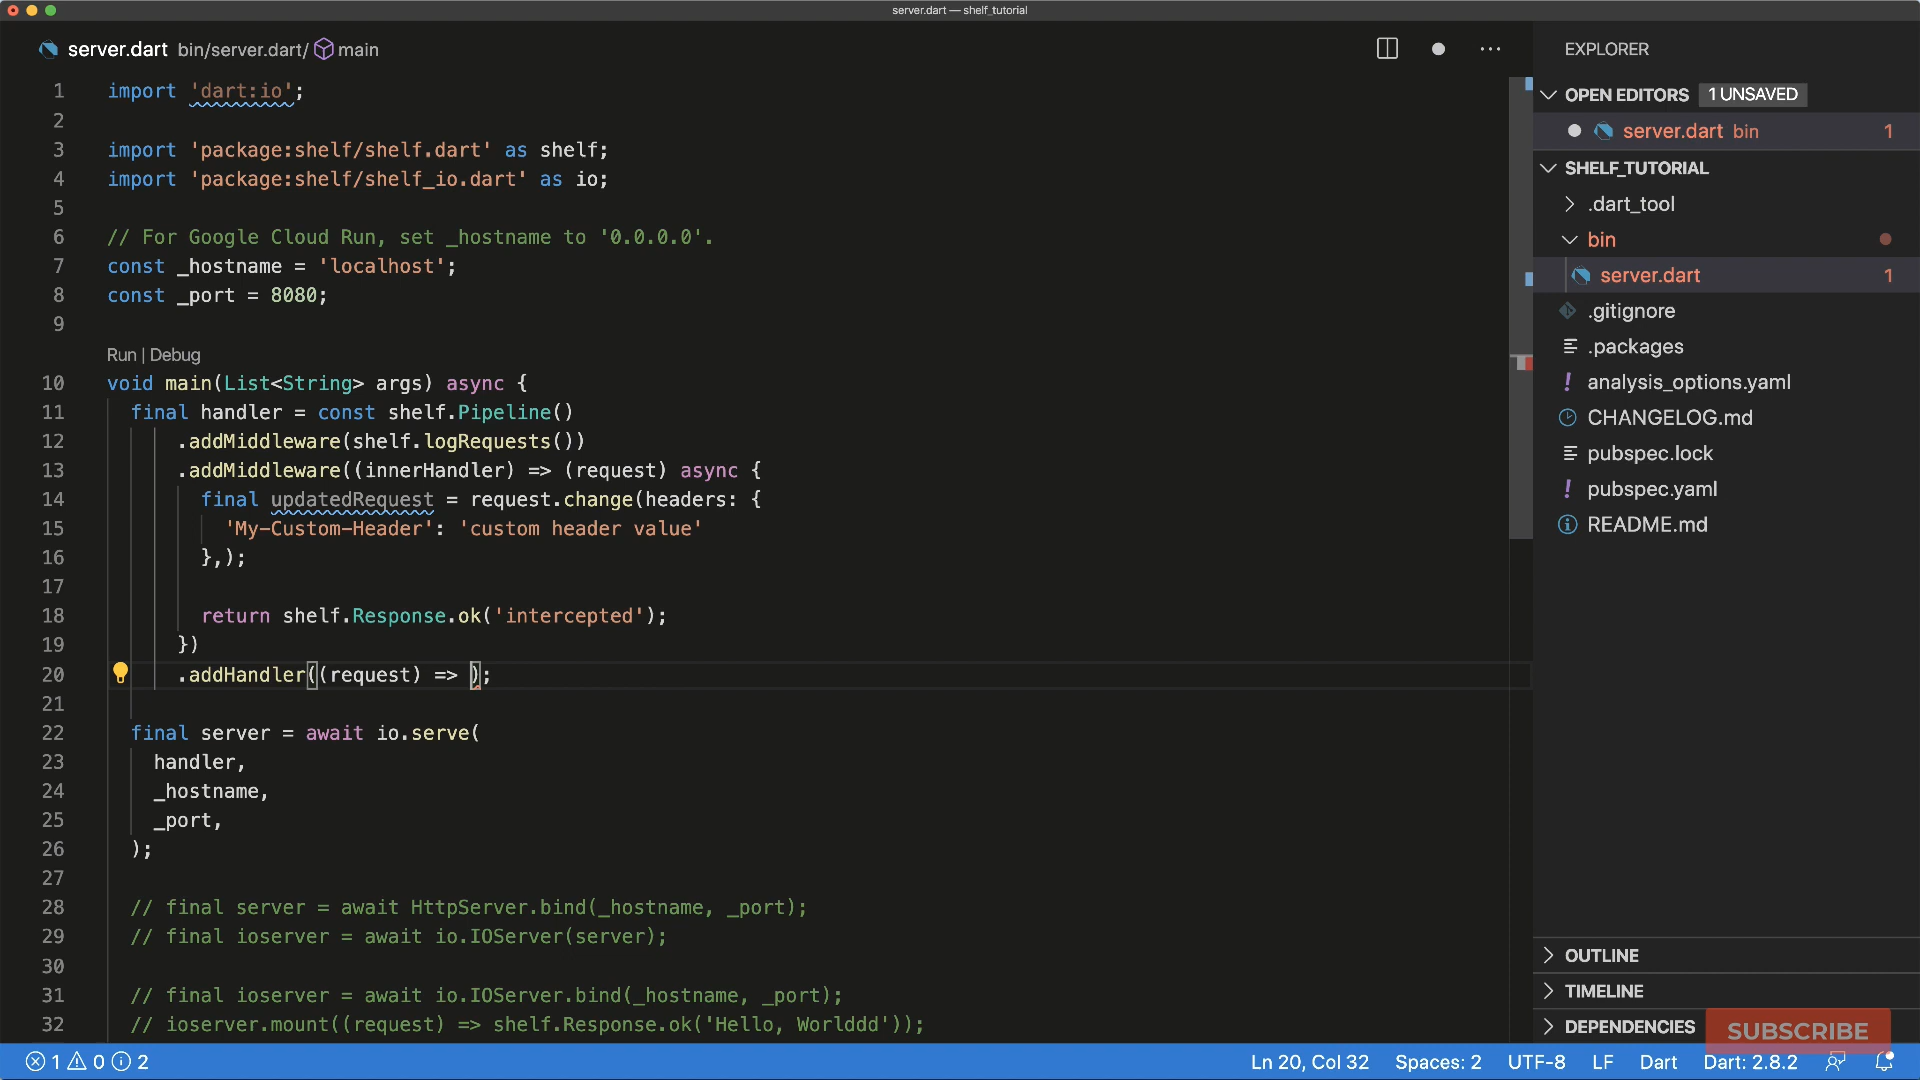 server.dart — shelf_tutorial
server.dart bin/server.dart/ main
1 import 'dart:io';
2
3 import 'package:shelf/shelf.dart' as shelf;
4 import 'package:shelf/shelf_io.dart' as io;
5
6 // For Google Cloud Run, set _hostname to '0.0.0.0'.
7 const _hostname = 'localhost';
8 const _port = 8080;
9
Run | Debug
10 void main(List<String> args) async {
11 final handler = const shelf.Pipeline()
12 .addMiddleware(shelf.logRequests())
13 .addMiddleware((innerHandler) => (request) async {
14 final updatedRequest = request.change(headers: {
15 'My-Custom-Header': 'custom header value'
16 },);
17
18 return shelf.Response.ok('intercepted');
19 })
20 .addHandler((request) => );
21
22 final server = await io.serve(
23 handler,
24 _hostname,
25 _port,
26 );
27
28 // final server = await HttpServer.bind(_hostname, _port);
29 // final ioserver = await io.IOServer(server);
30
31 // final ioserver = await io.IOServer.bind(_hostname, _port);
32 // ioserver.mount((request) => shelf.Response.ok('Hello, Worlddd'));
EXPLORER
OPEN EDITORS 1 UNSAVED
server.dart bin 1
SHELF_TUTORIAL
.dart_tool
bin
server.dart 1
.gitignore
.packages
analysis_options.yaml
CHANGELOG.md
pubspec.lock
pubspec.yaml
README.md
OUTLINE
TIMELINE
DEPENDENCIES
SUBSCRIBE
1 0 2
Ln 20, Col 32 Spaces: 2 UTF-8 LF Dart Dart: 2.8.2